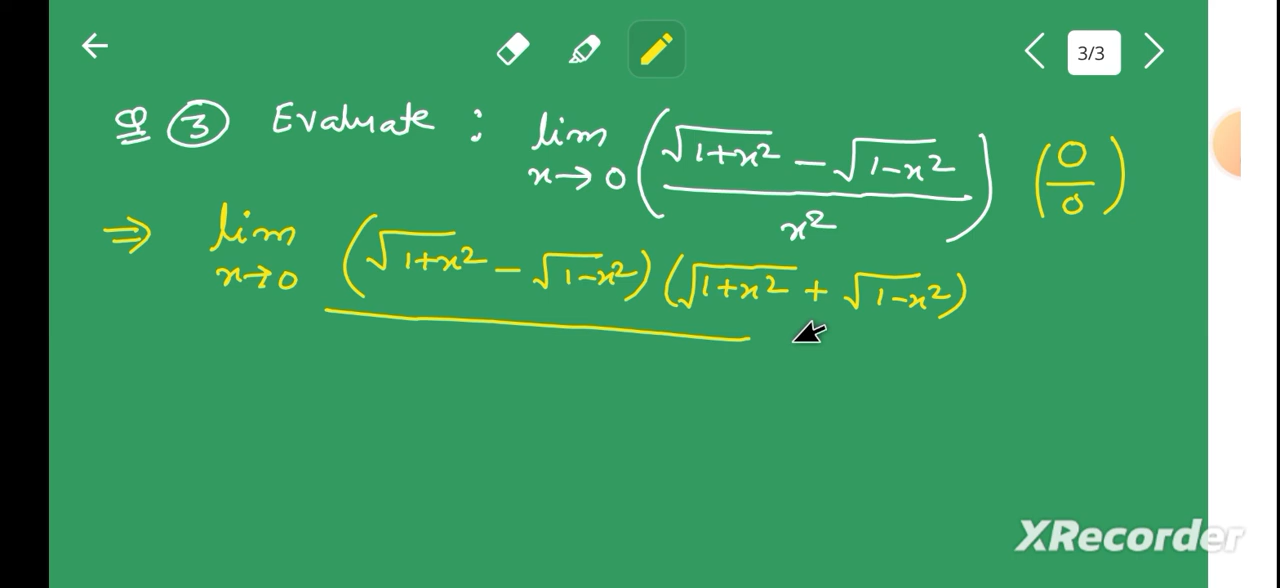 3/3
Q ③ Evaluate : lim x→0 ( (√1+x² − √1−x²) / x² ) (0/0)
⇒ lim x→0 (√1+x² − √1−x²)(√1+x² + √1−x²)
XRecorder